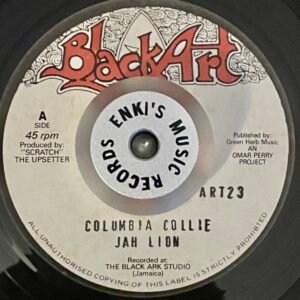 BlackArt
A
SIDE
45 rpm
Produced by:
"SCRATCH"
THE UPSETTER
Published by:
Green Herb Music
AN
OMAR PERRY
PROJECT
ENKI'S MUSIC
RECORDS
ART23
COLUMBIA COLLIE
JAH LION
Recorded at:
THE BLACK ARK STUDIO
(Jamaica)
ALL UNAUTHORISED COPYING OF THIS LABEL IS STRICTLY PROHIBITED